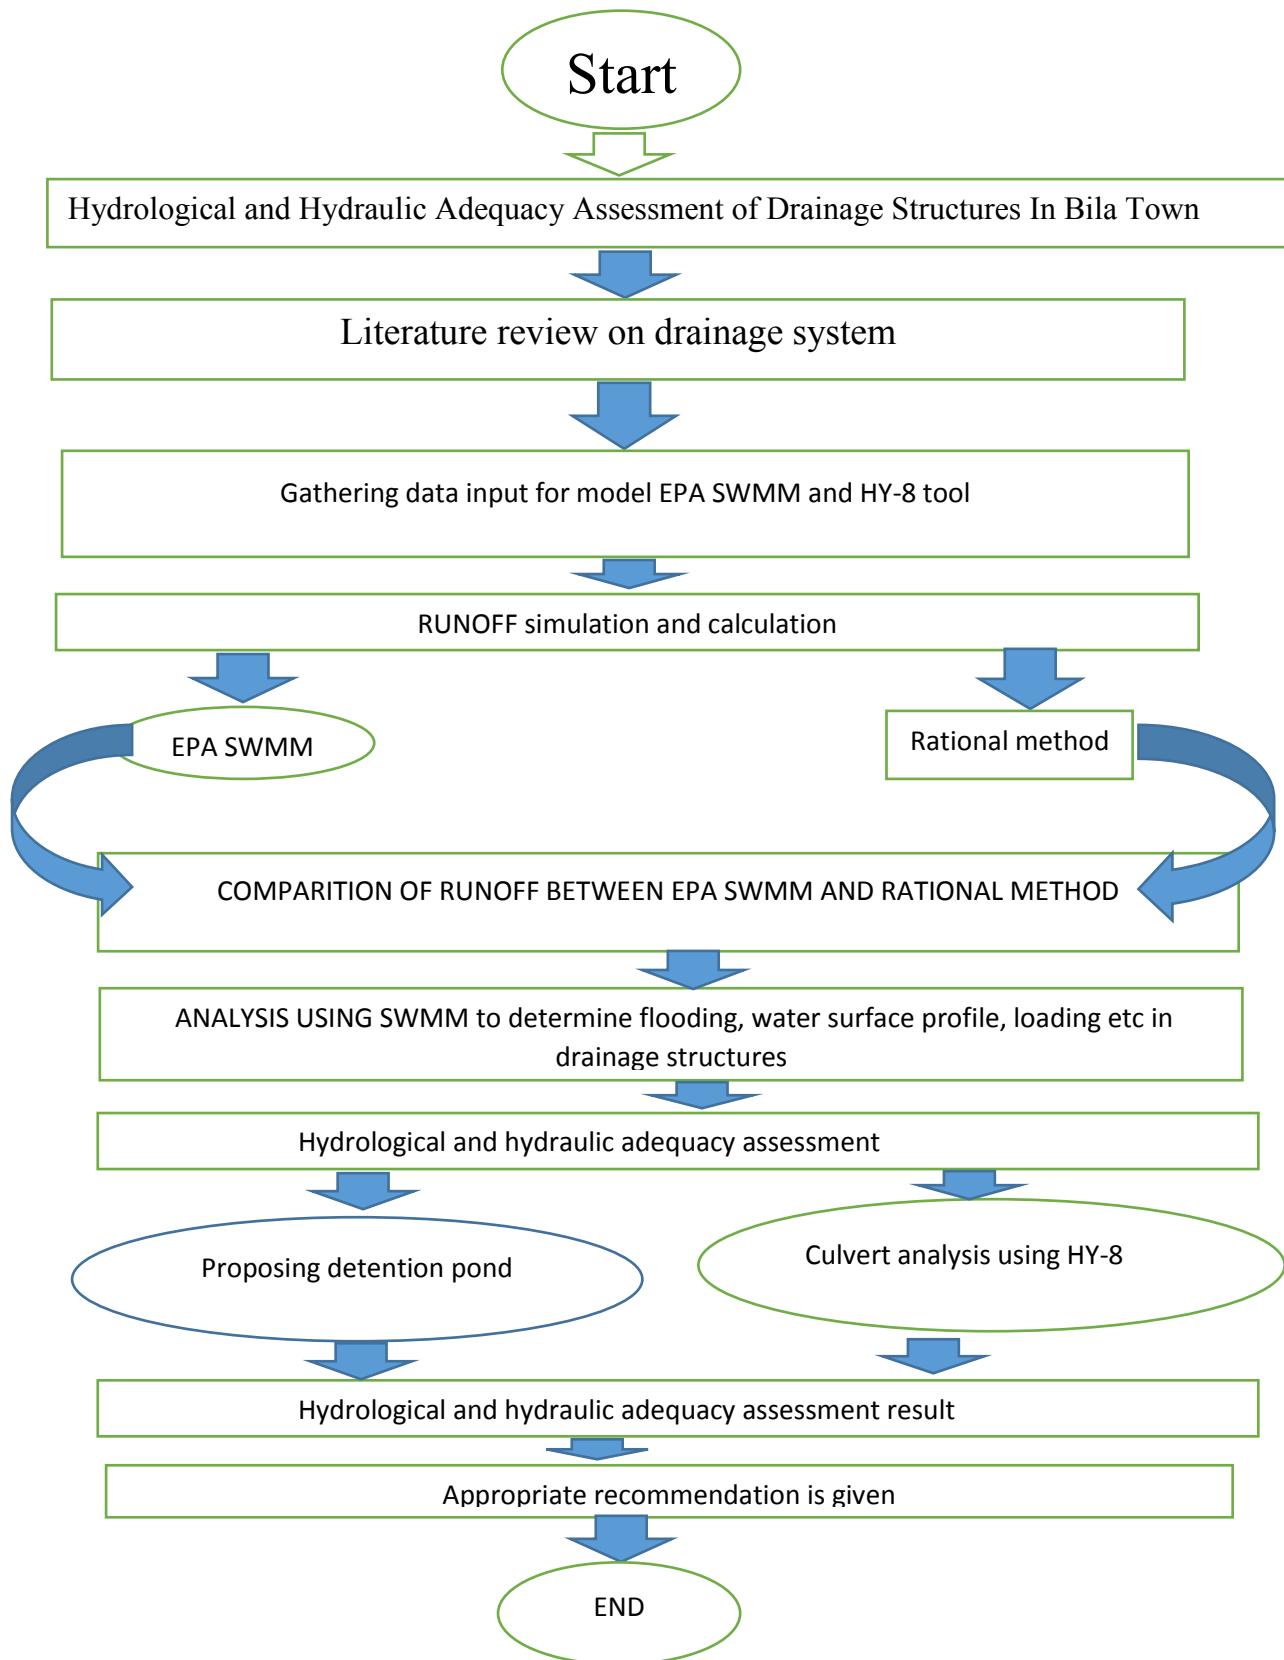 Start
Hydrological and Hydraulic Adequacy Assessment of Drainage Structures In Bila Town
Literature review on drainage system
Gathering data input for model EPA SWMM and HY-8 tool
RUNOFF simulation and calculation
EPA SWMM
Rational method
COMPARITION OF RUNOFF BETWEEN EPA SWMM AND RATIONAL METHOD
ANALYSIS USING SWMM to determine flooding, water surface profile, loading etc in
drainage structures
Hydrological and hydraulic adequacy assessment
Proposing detention pond
Culvert analysis using HY-8
Hydrological and hydraulic adequacy assessment result
Appropriate recommendation is given
END